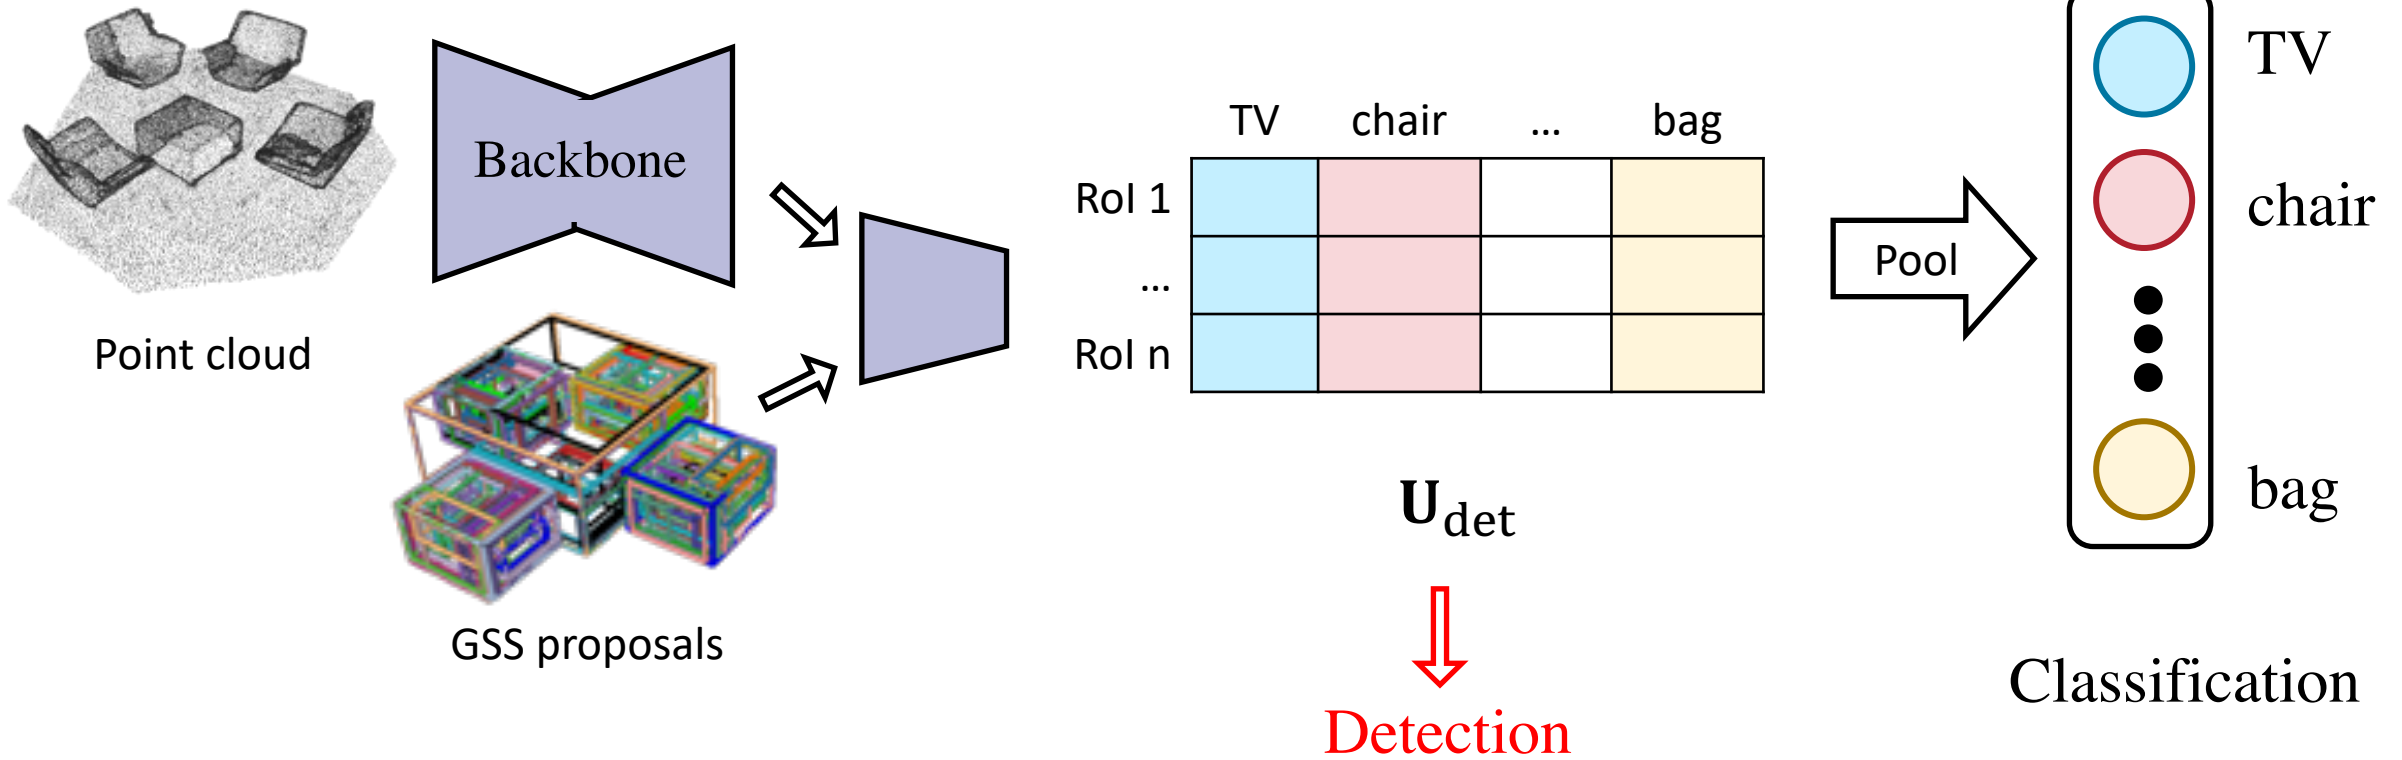 Point cloud
Backbone
GSS proposals
TV chair ... bag
RoI 1
...
RoI n
U_det
Detection
Pool
TV
chair
bag
Classification